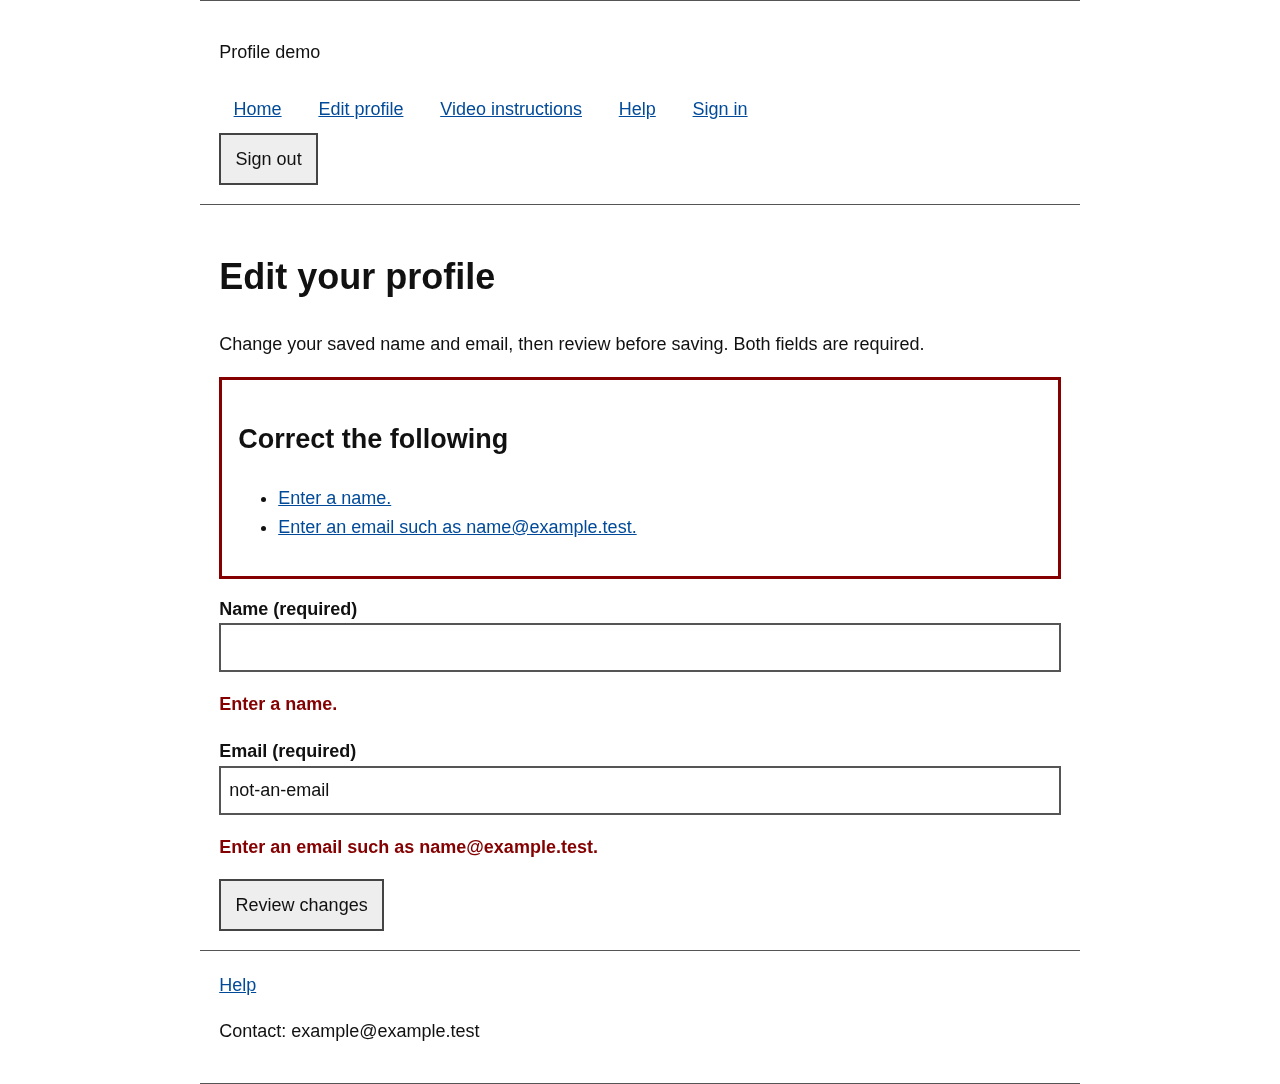 Profile demo
Home Edit profile Video instructions Help Sign in
Sign out
Edit your profile
Change your saved name and email, then review before saving. Both fields are required.
Correct the following
Enter a name.
Enter an email such as name@example.test.
Name (required)
Enter a name.
Email (required)
not-an-email
Enter an email such as name@example.test.
Review changes
Help
Contact: example@example.test